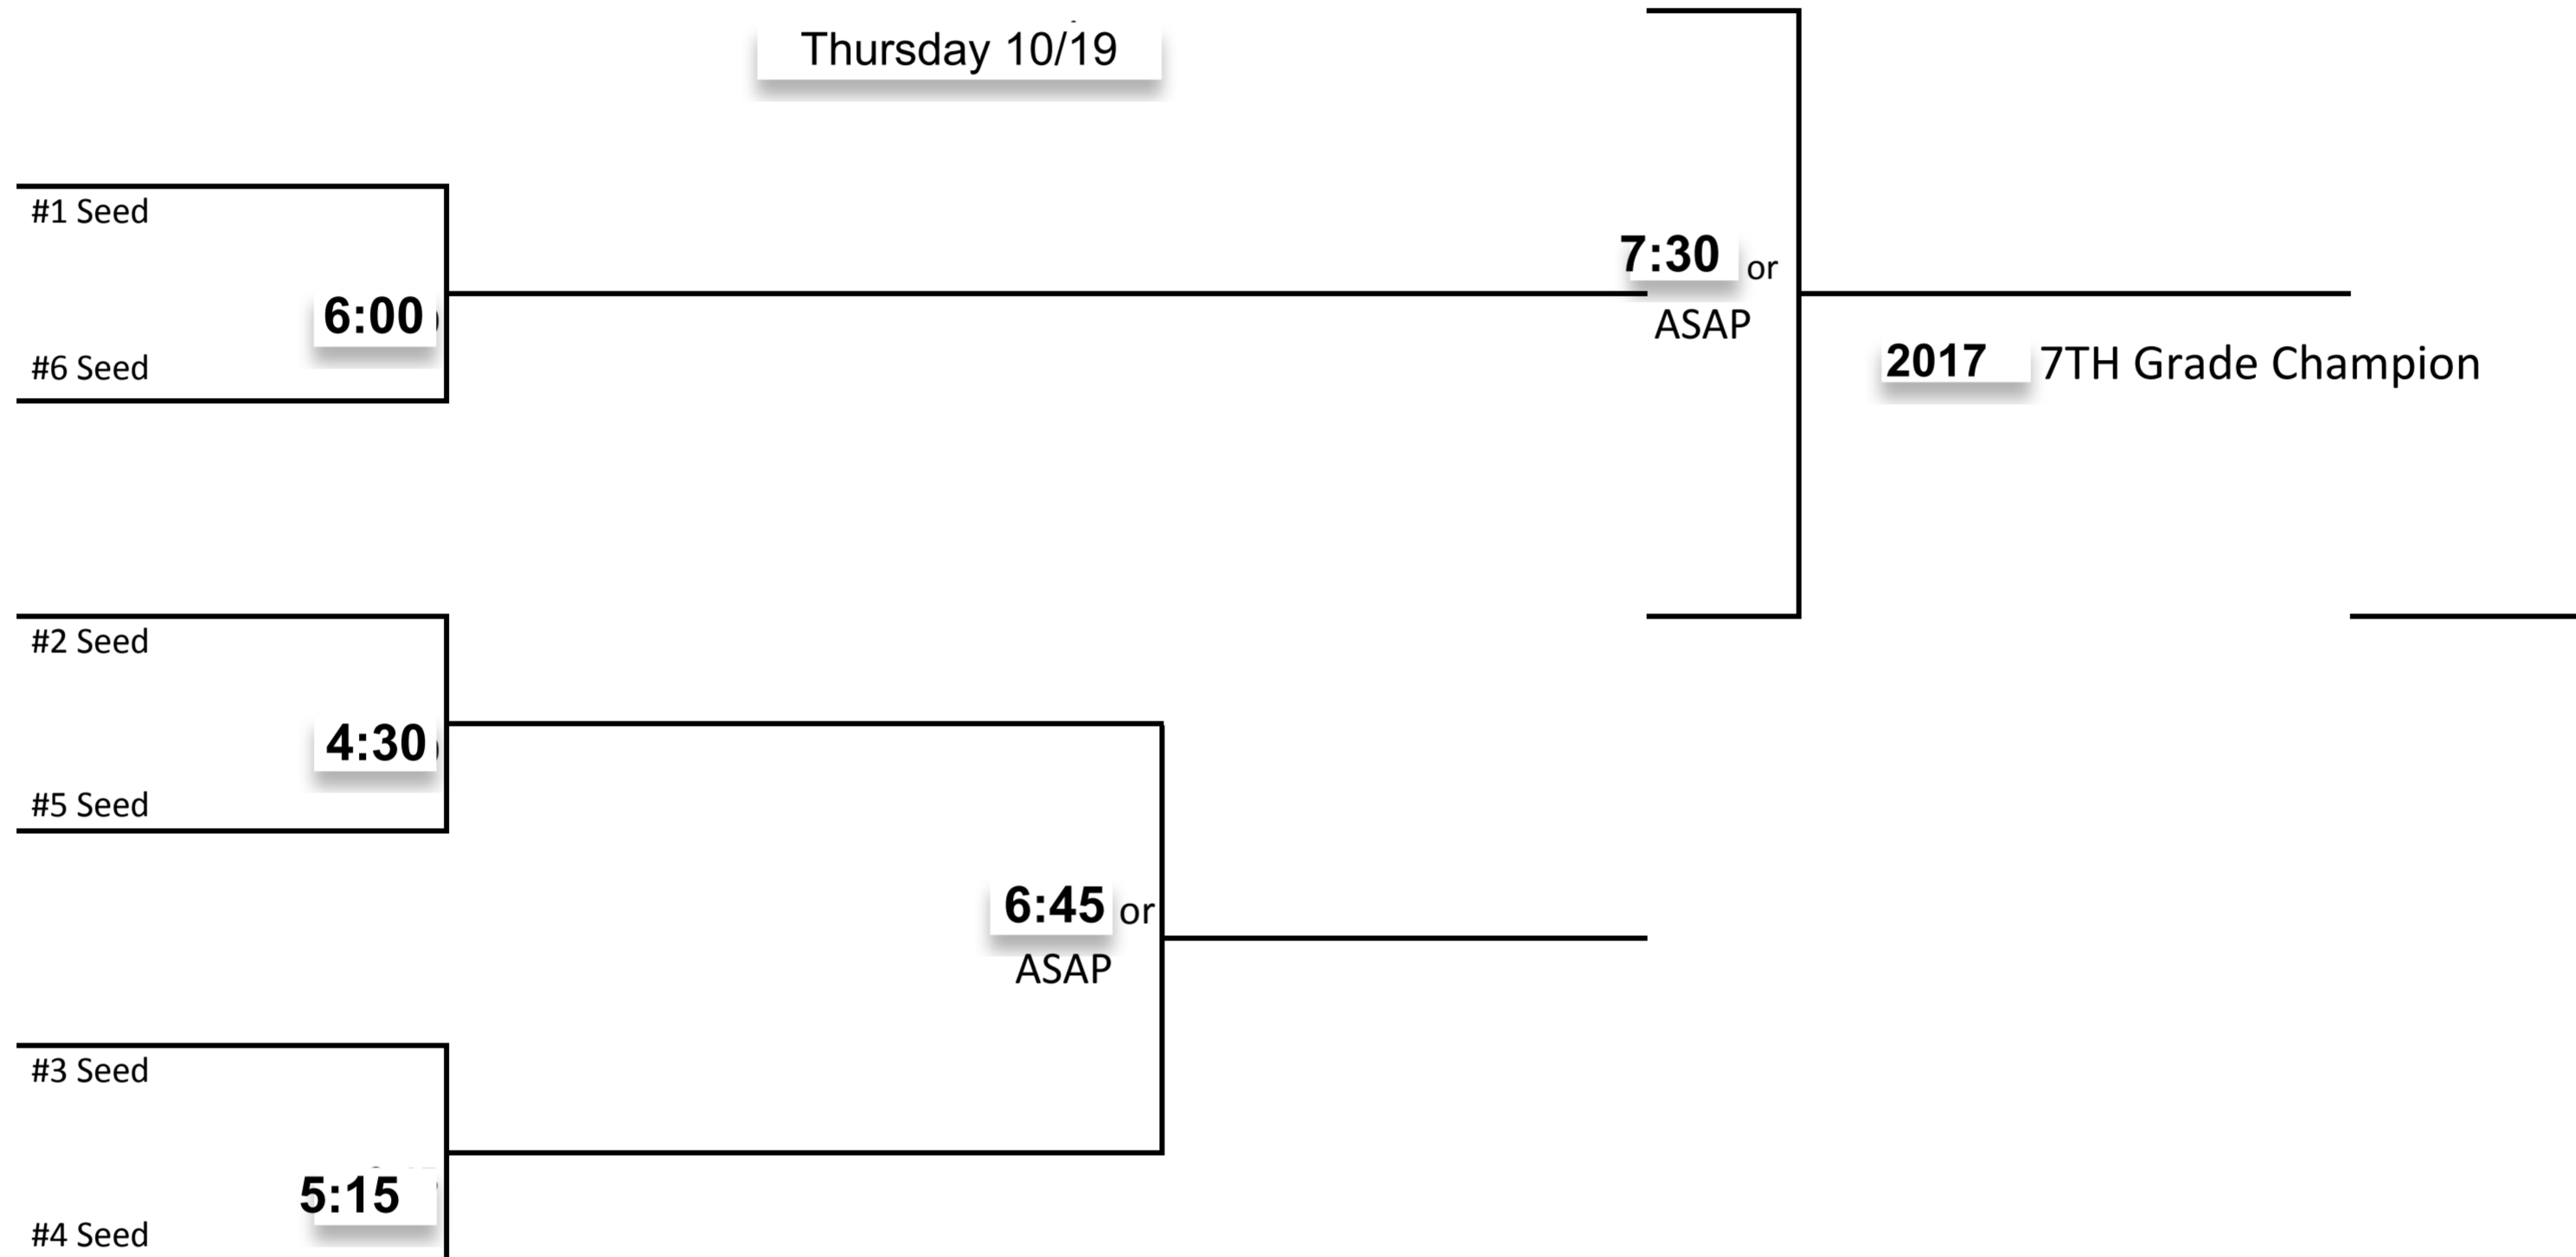 Thursday 10/19
#1 Seed
6:00
#6 Seed
7:30 or
ASAP
2017 7TH Grade Champion
#2 Seed
4:30
#5 Seed
6:45 or
ASAP
#3 Seed
5:15
#4 Seed